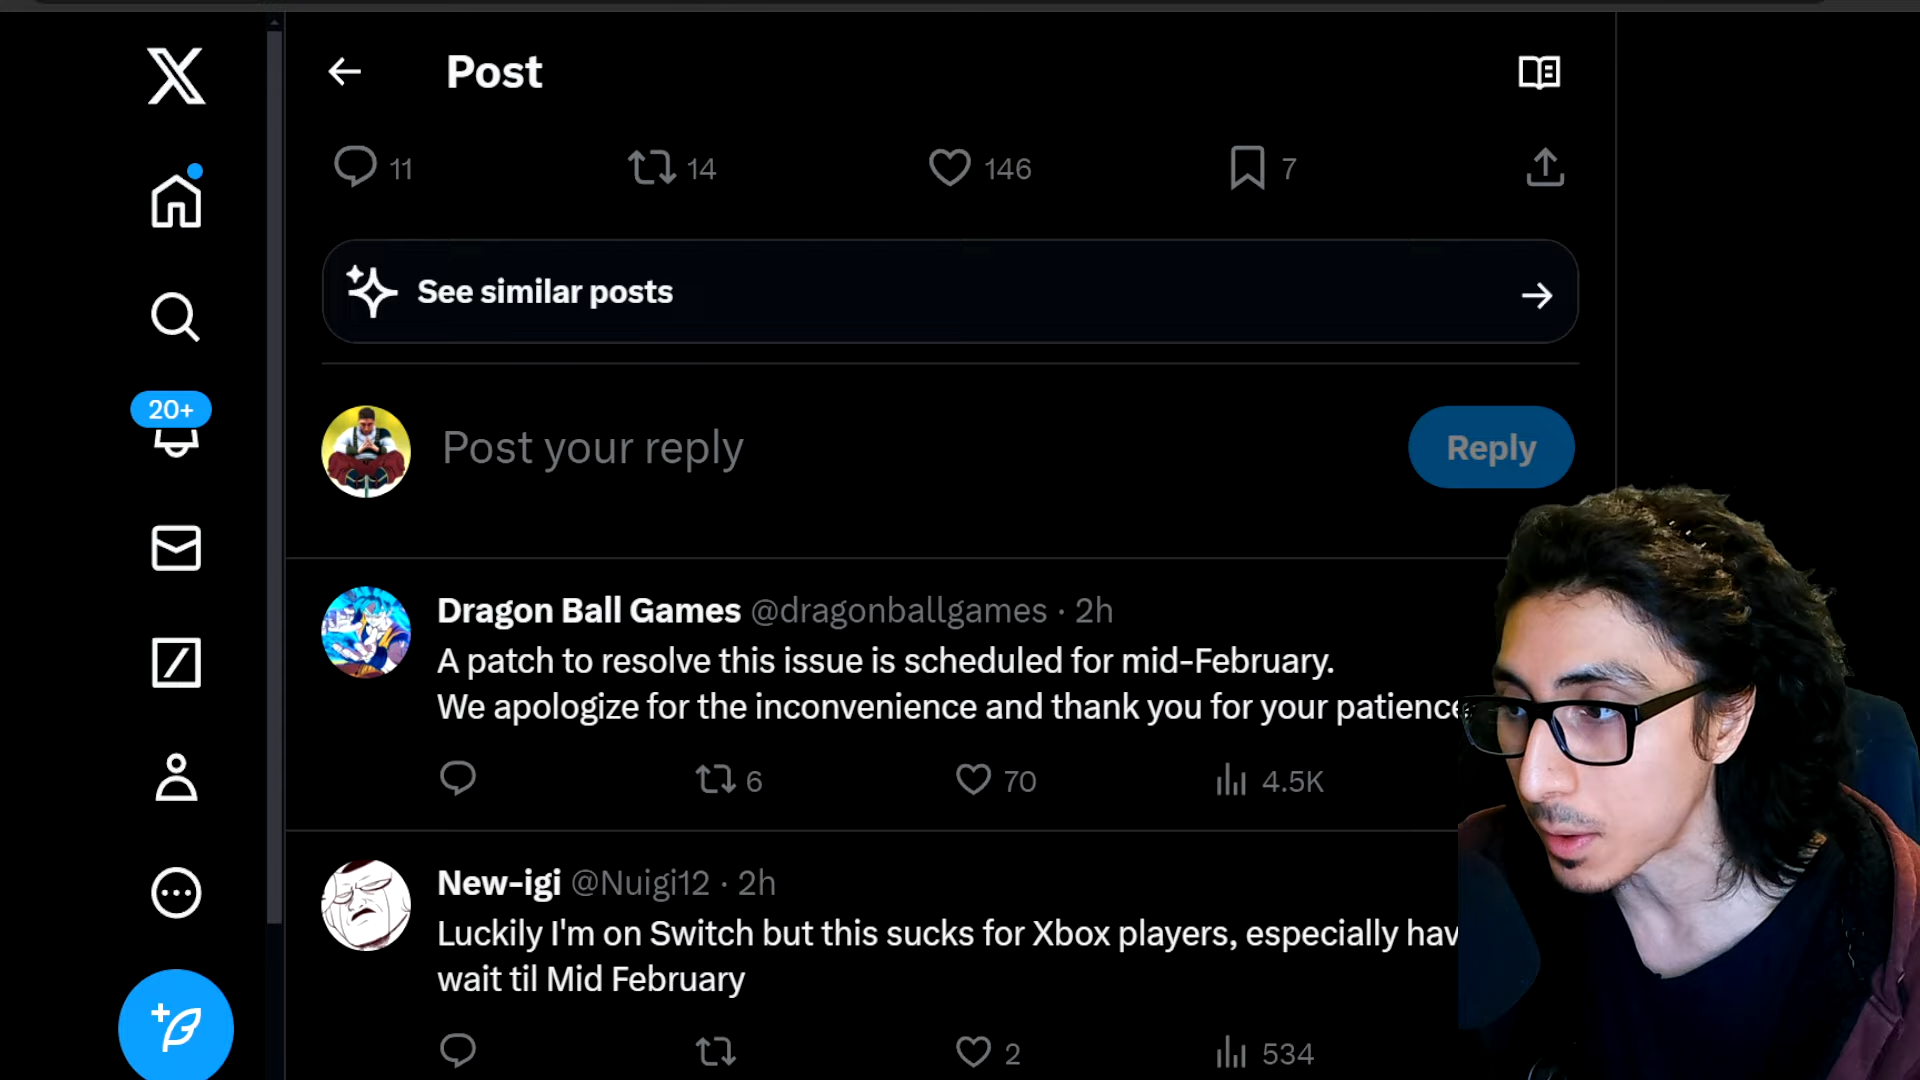 Post
11
14
146
7
See similar posts
20+
Post your reply
Reply
Dragon Ball Games @dragonballgames · 2h
A patch to resolve this issue is scheduled for mid-February.
We apologize for the inconvenience and thank you for your patience
6
70
4.5K
New-igi @Nuigi12 · 2h
Luckily I'm on Switch but this sucks for Xbox players, especially
wait til Mid February
2
534